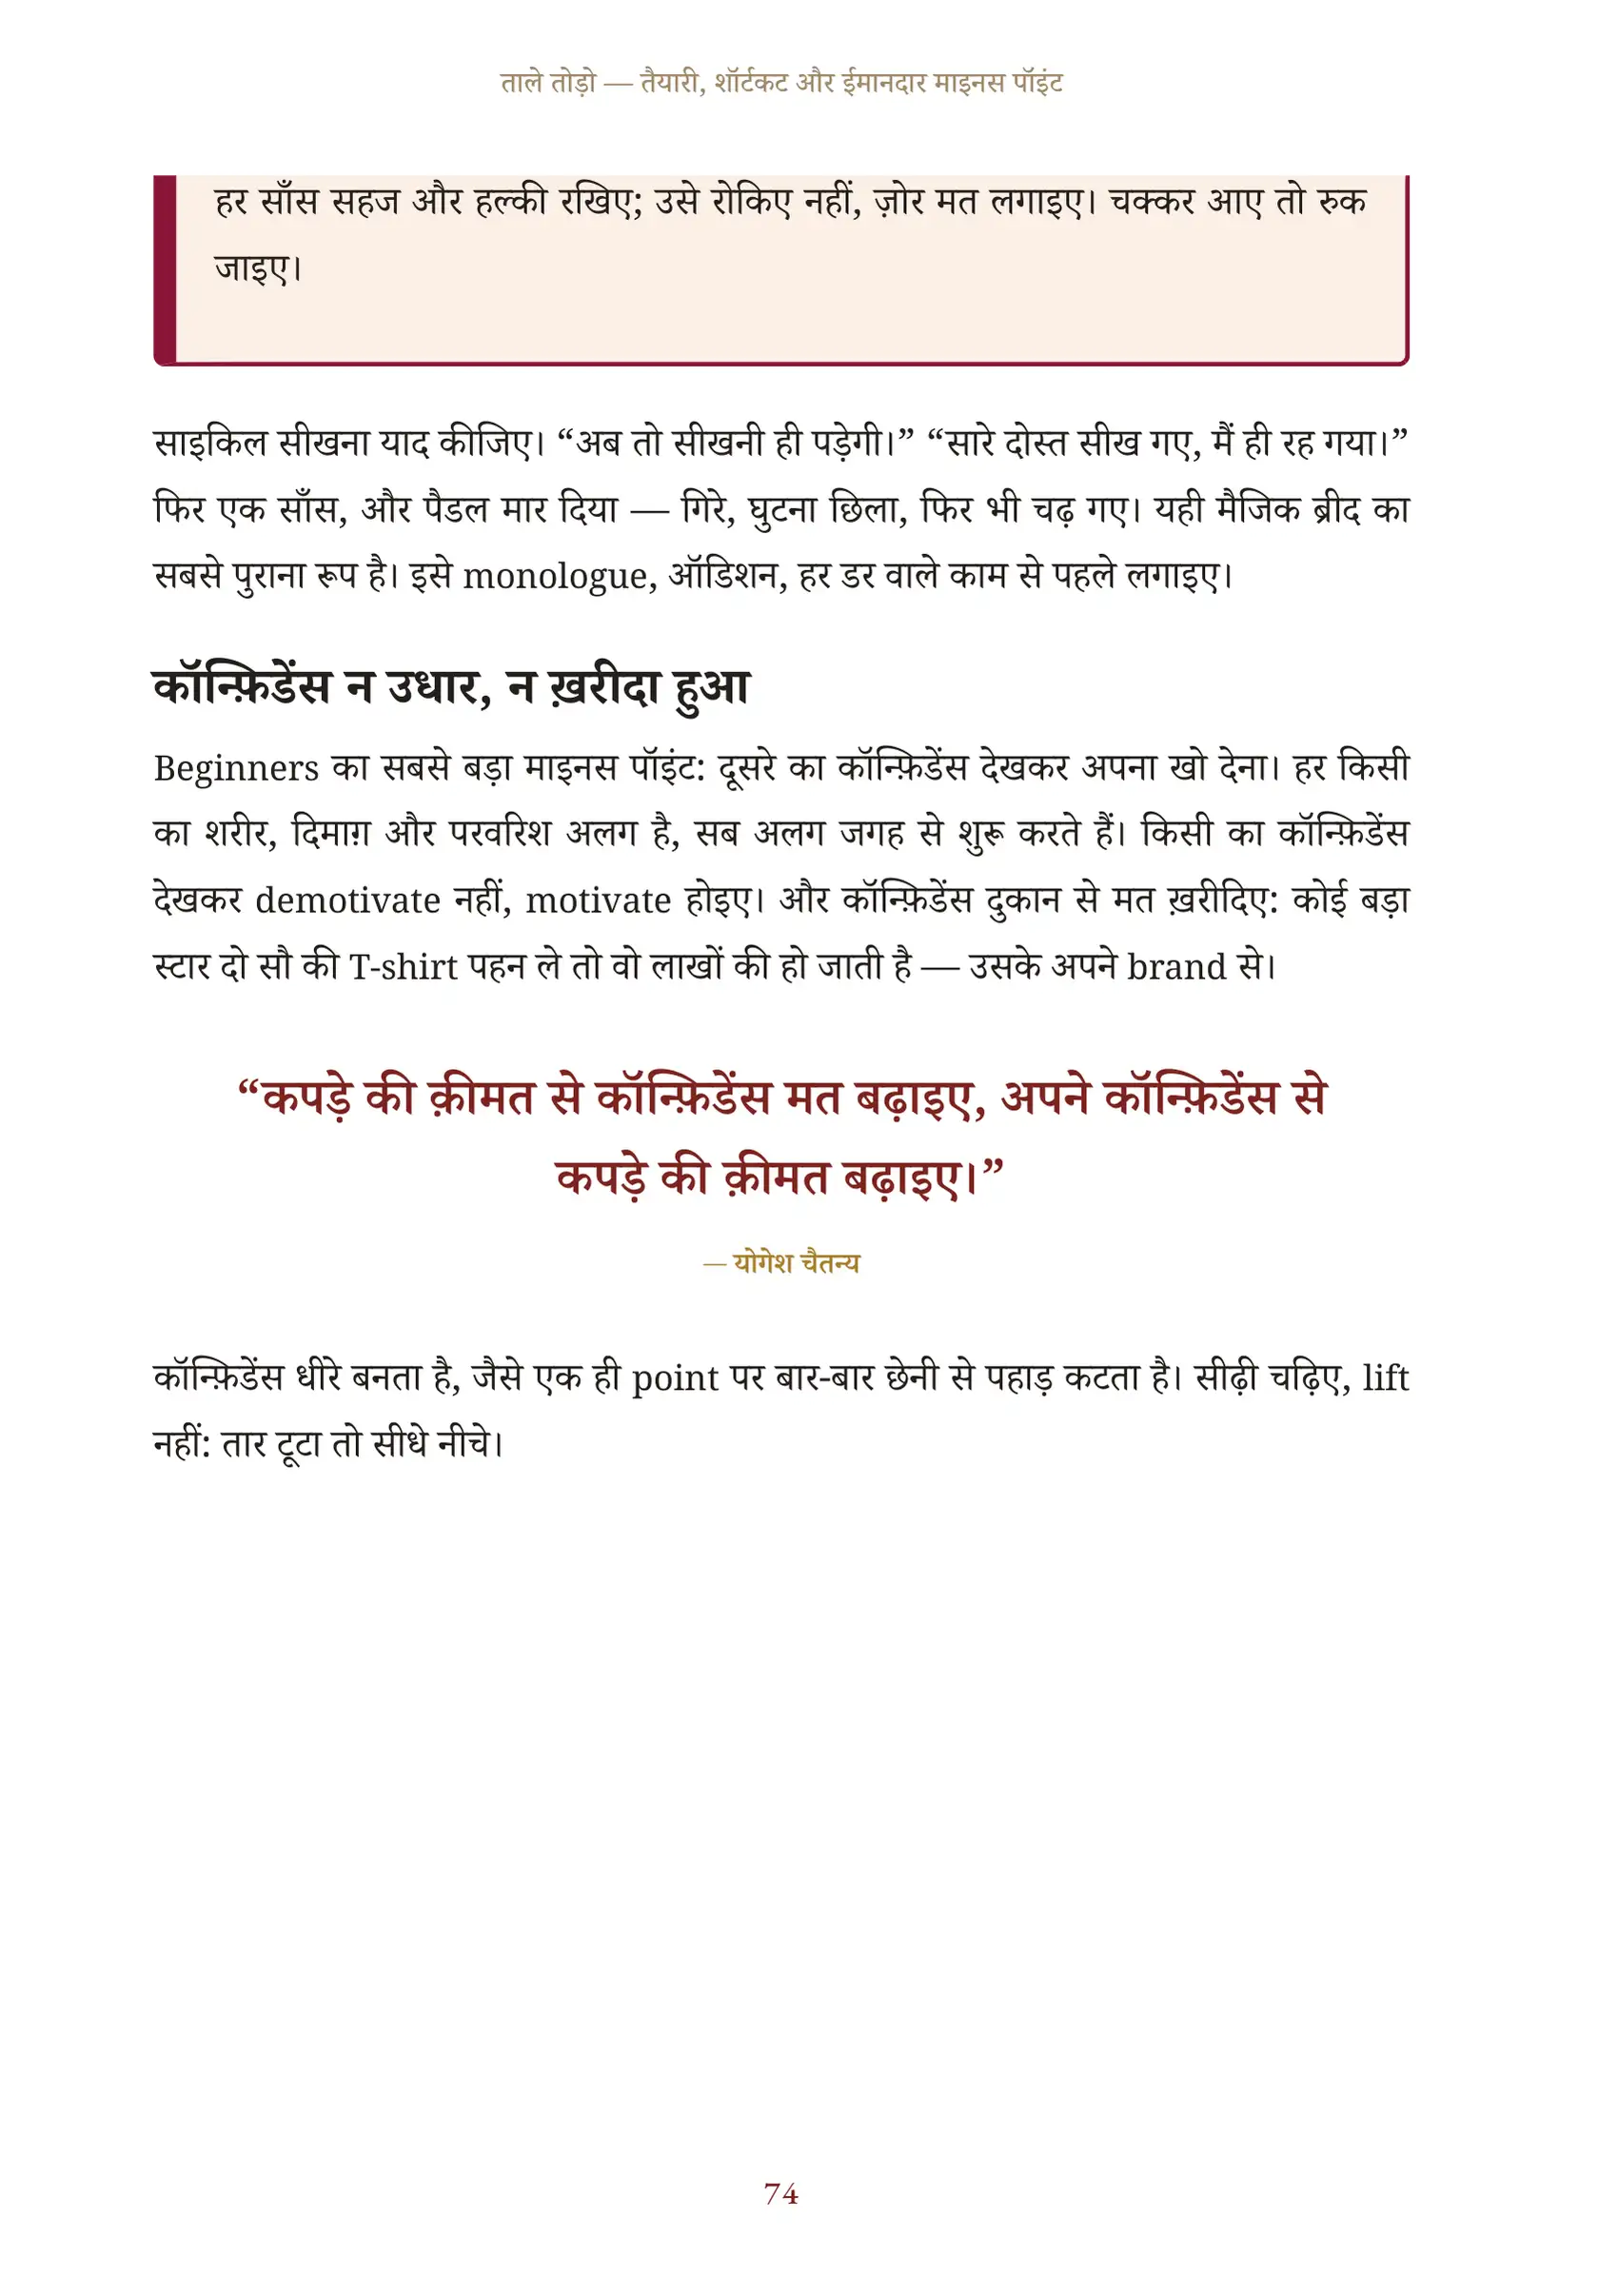 ताले तोड़ो — तैयारी, शॉर्टकट और ईमानदार माइनस पॉइंट
हर साँस सहज और हल्की रखिए; उसे रोकिए नहीं, ज़ोर मत लगाइए। चक्कर आए तो रुक
जाइए।
साइकिल सीखना याद कीजिए। “अब तो सीखनी ही पड़ेगी।” “सारे दोस्त सीख गए, मैं ही रह गया।”
फिर एक साँस, और पैडल मार दिया — गिरे, घुटना छिला, फिर भी चढ़ गए। यही मैजिक ब्रीद का
सबसे पुराना रूप है। इसे monologue, ऑडिशन, हर डर वाले काम से पहले लगाइए।
कॉन्फ़िडेंस न उधार, न ख़रीदा हुआ
Beginners का सबसे बड़ा माइनस पॉइंट: दूसरे का कॉन्फ़िडेंस देखकर अपना खो देना। हर किसी
का शरीर, दिमाग़ और परवरिश अलग है, सब अलग जगह से शुरू करते हैं। किसी का कॉन्फ़िडेंस
देखकर demotivate नहीं, motivate होइए। और कॉन्फ़िडेंस दुकान से मत ख़रीदिए: कोई बड़ा
स्टार दो सौ की T-shirt पहन ले तो वो लाखों की हो जाती है — उसके अपने brand से।
“कपड़े की क़ीमत से कॉन्फ़िडेंस मत बढ़ाइए, अपने कॉन्फ़िडेंस से
कपड़े की क़ीमत बढ़ाइए।”
— योगेश चैतन्य
कॉन्फ़िडेंस धीरे बनता है, जैसे एक ही point पर बार-बार छेनी से पहाड़ कटता है। सीढ़ी चढ़िए, lift
नहीं: तार टूटा तो सीधे नीचे।
74